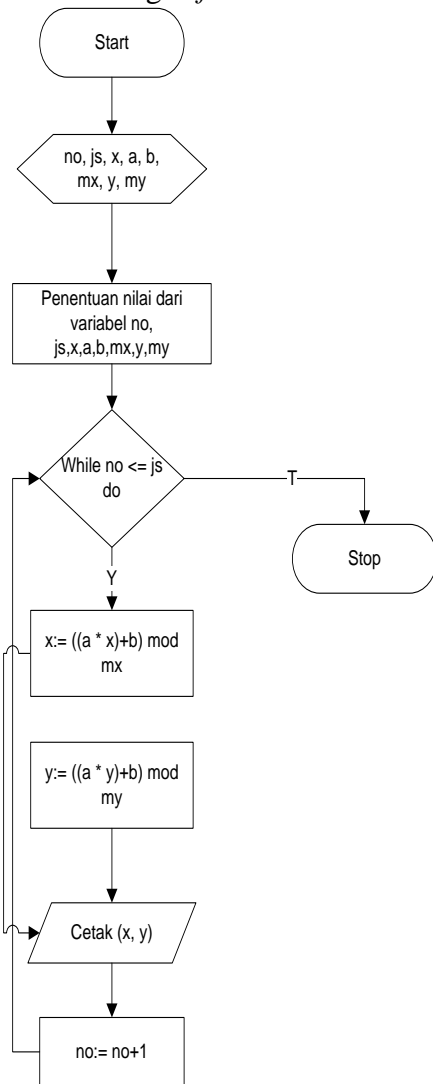 Start
no, js, x, a, b,
mx, y, my
Penentuan nilai dari
variabel no,
js,x,a,b,mx,y,my
While no <= js
do
T
Stop
Y
x:= ((a * x)+b) mod
mx
y:= ((a * y)+b) mod
my
Cetak (x, y)
no:= no+1